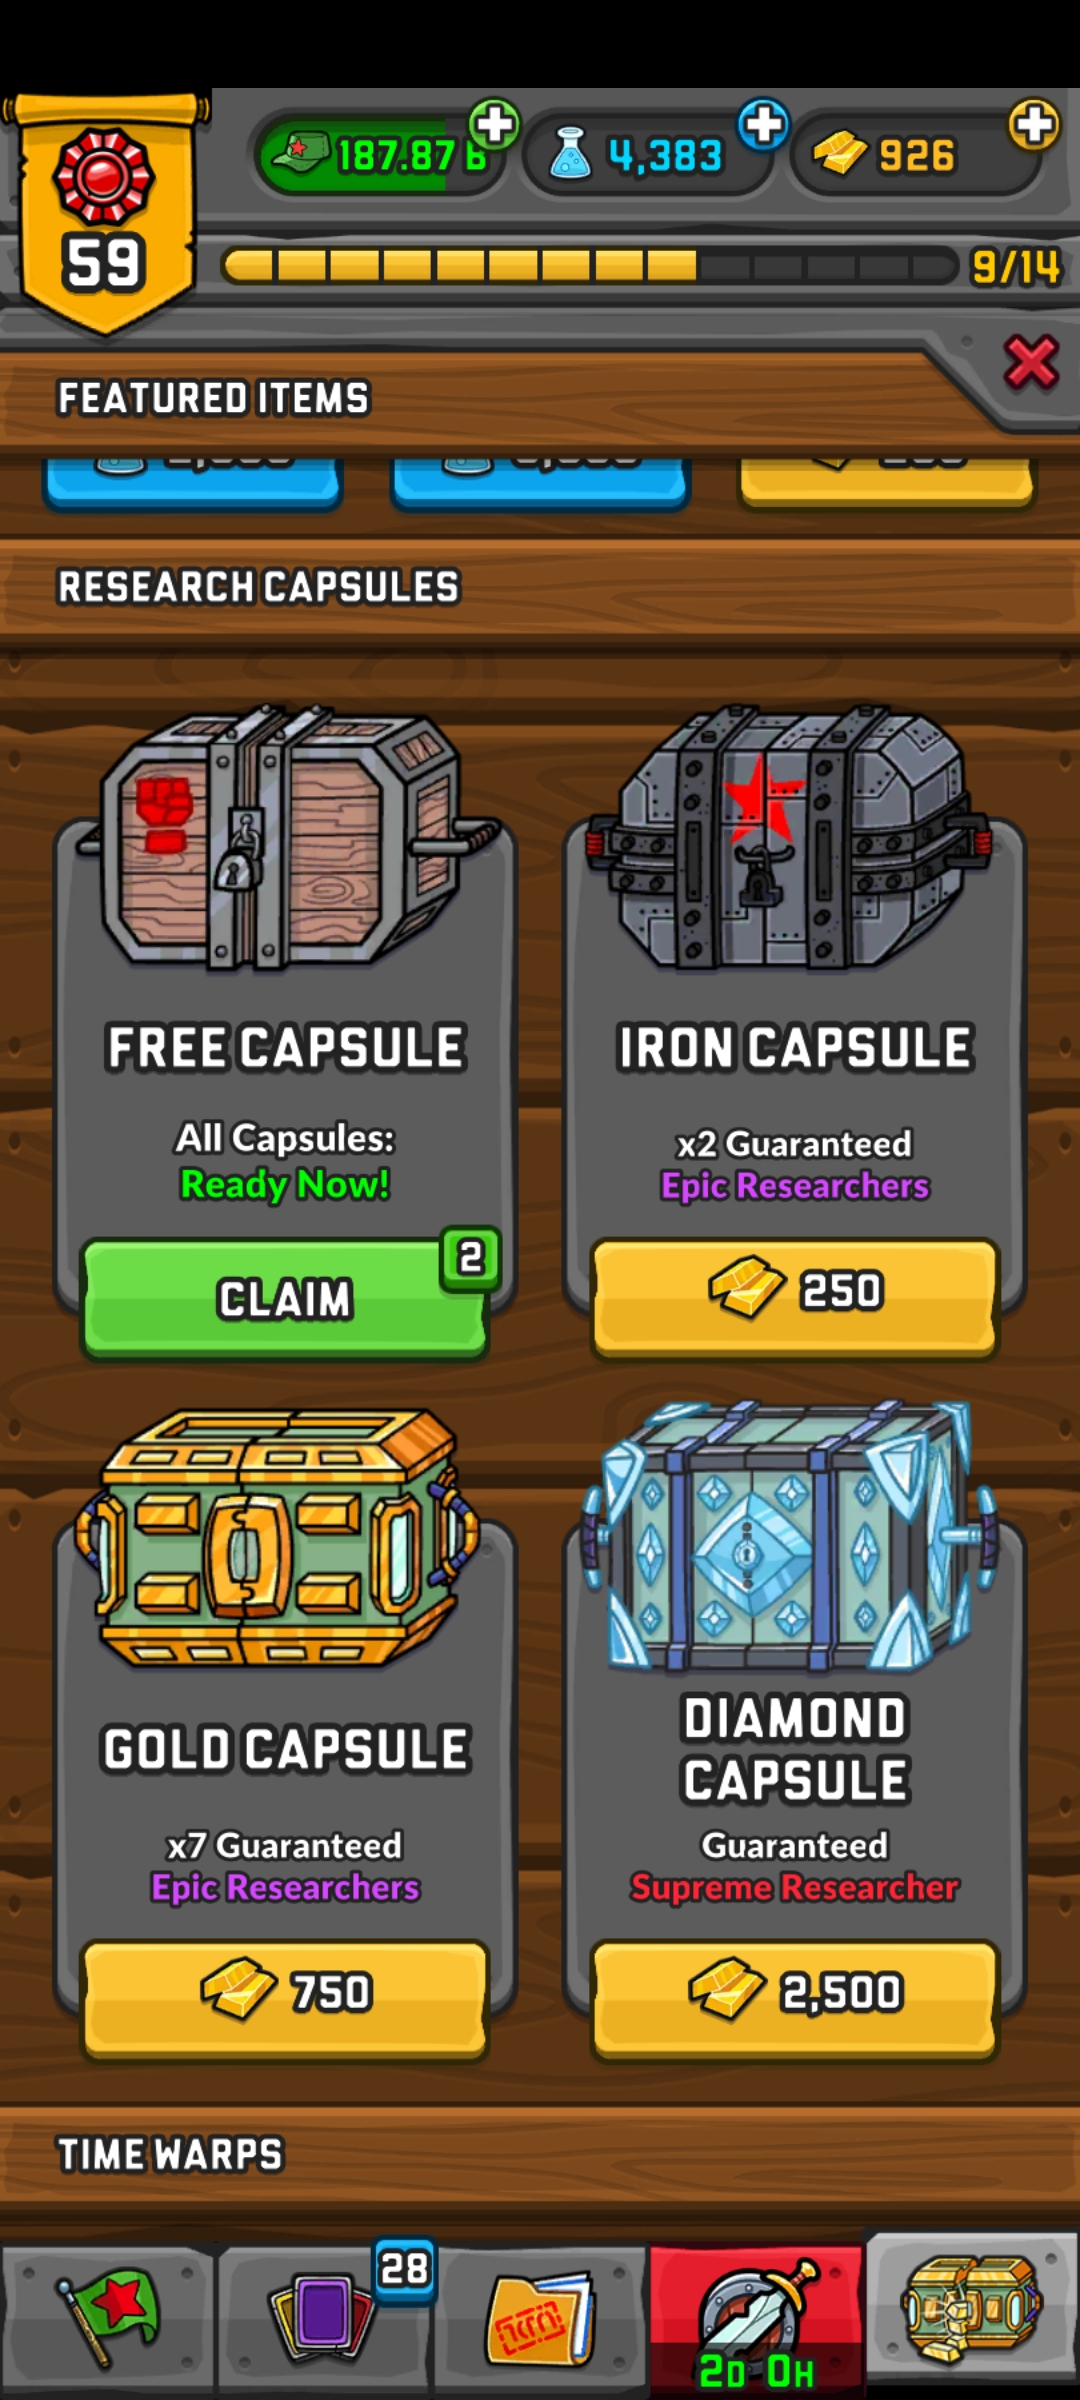 187.87 B
4,383
926
59
9/14
FEATURED ITEMS
RESEARCH CAPSULES
FREE CAPSULE
All Capsules:
Ready Now!
CLAIM
2
IRON CAPSULE
x2 Guaranteed
Epic Researchers
250
GOLD CAPSULE
x7 Guaranteed
Epic Researchers
750
DIAMOND
CAPSULE
Guaranteed
Supreme Researcher
2,500
TIME WARPS
28
2D 0H